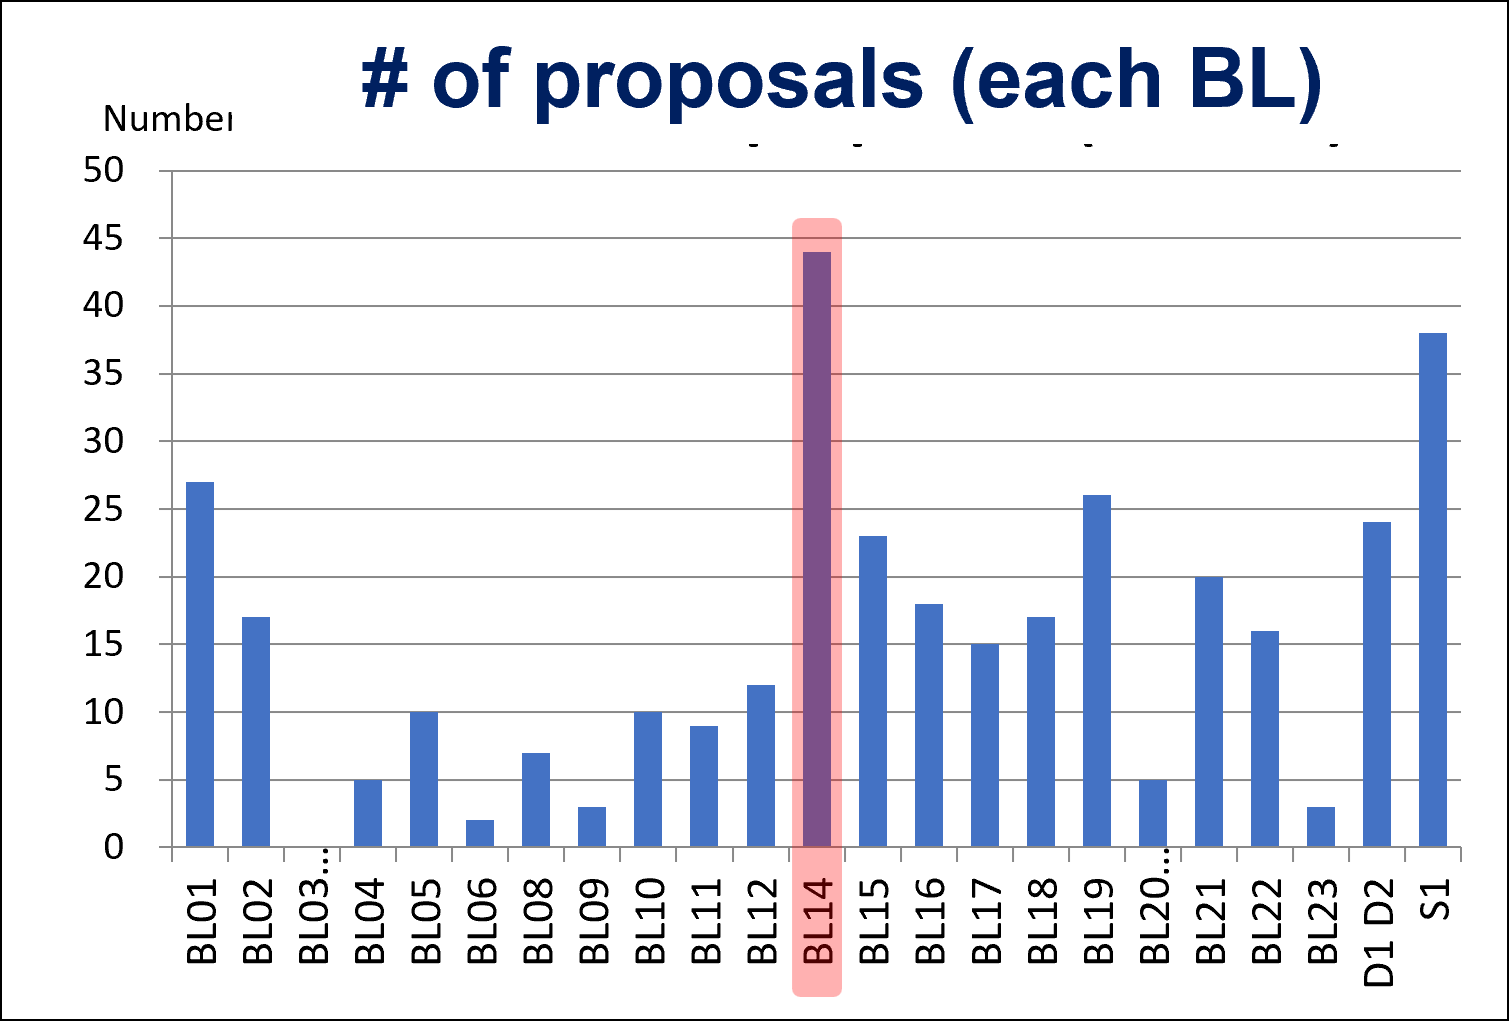 # of proposals (each BL)
Number
50
45
40
35
30
25
20
15
10
5
0
BL01
BL02
BL03...
BL04
BL05
BL06
BL08
BL09
BL10
BL11
BL12
BL14
BL15
BL16
BL17
BL18
BL19
BL20...
BL21
BL22
BL23
D1 D2
S1